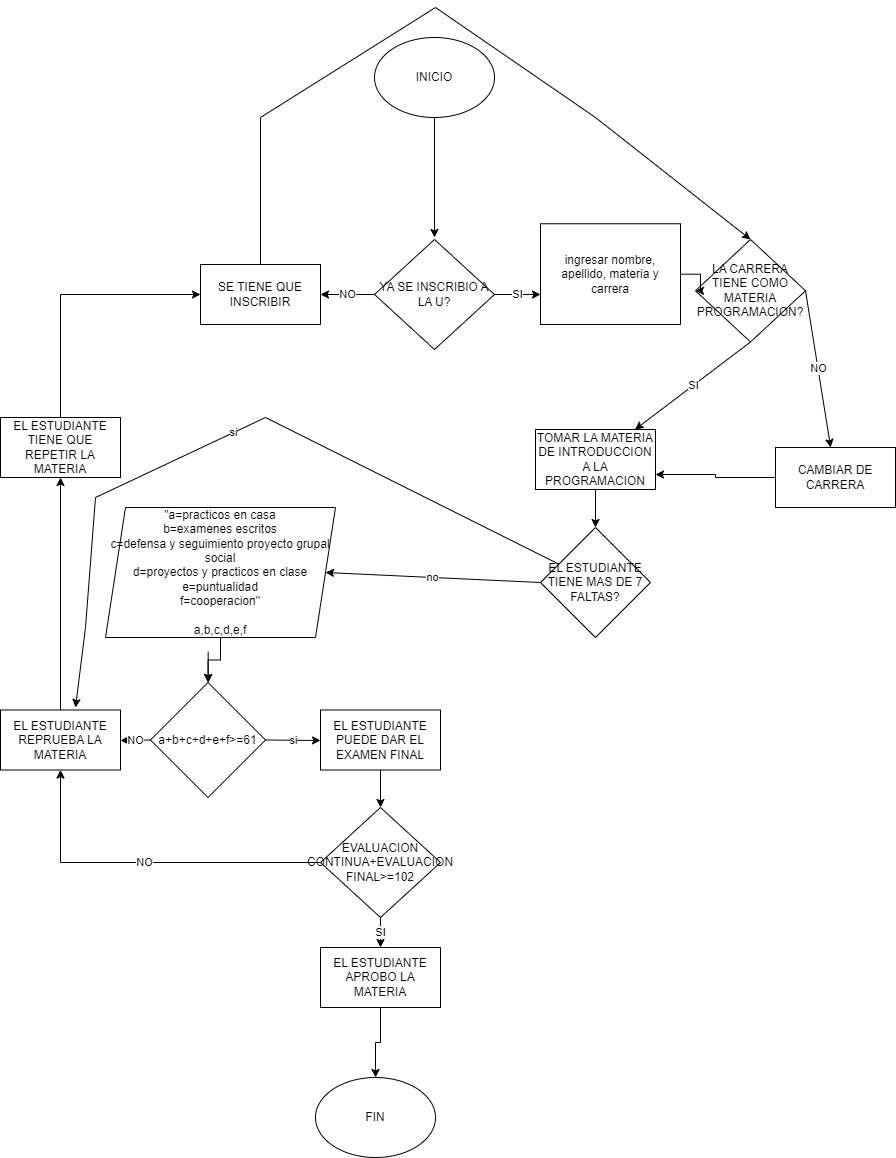 INICIO
YA SE INSCRIBIO A
LA U?
NO
SI
SE TIENE QUE
INSCRIBIR
ingresar nombre,
apellido, materia y
carrera
LA CARRERA
TIENE COMO
MATERIA
PROGRAMACION?
SI
NO
TOMAR LA MATERIA
DE INTRODUCCION
A LA
PROGRAMACION
CAMBIAR DE
CARRERA
EL ESTUDIANTE
TIENE QUE
REPETIR LA
MATERIA
si
EL ESTUDIANTE
TIENE MAS DE 7
FALTAS?
no
"a=practicos en casa
b=examenes escritos
c=defensa y seguimiento proyecto grupal
social
d=proyectos y practicos en clase
e=puntualidad
f=cooperacion"
a,b,c,d,e,f
EL ESTUDIANTE
REPRUEBA LA
MATERIA
NO
a+b+c+d+e+f>=61
si
EL ESTUDIANTE
PUEDE DAR EL
EXAMEN FINAL
EVALUACION
CONTINUA+EVALUACION
FINAL>=102
NO
SI
EL ESTUDIANTE
APROBO LA
MATERIA
FIN